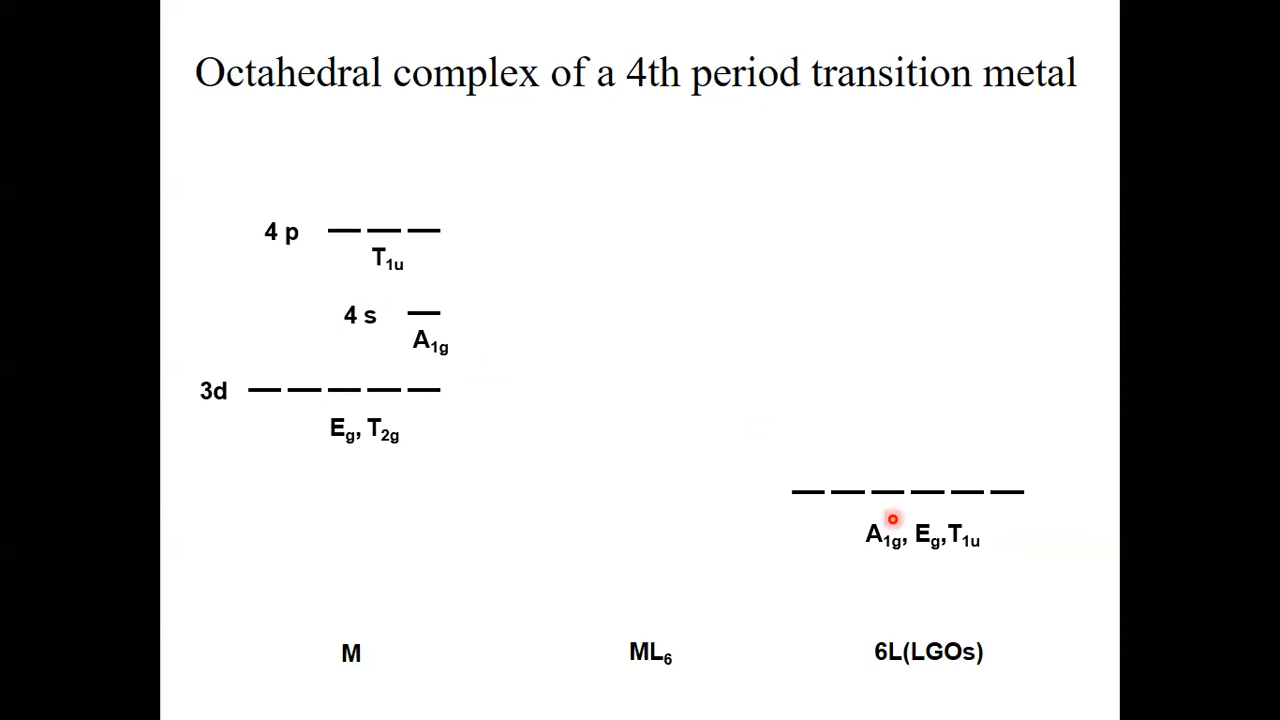 Octahedral complex of a 4th period transition metal
4 p
T1u
4 s
A1g
3d
Eg, T2g
A1g, Eg,T1u
M
ML6
6L(LGOs)